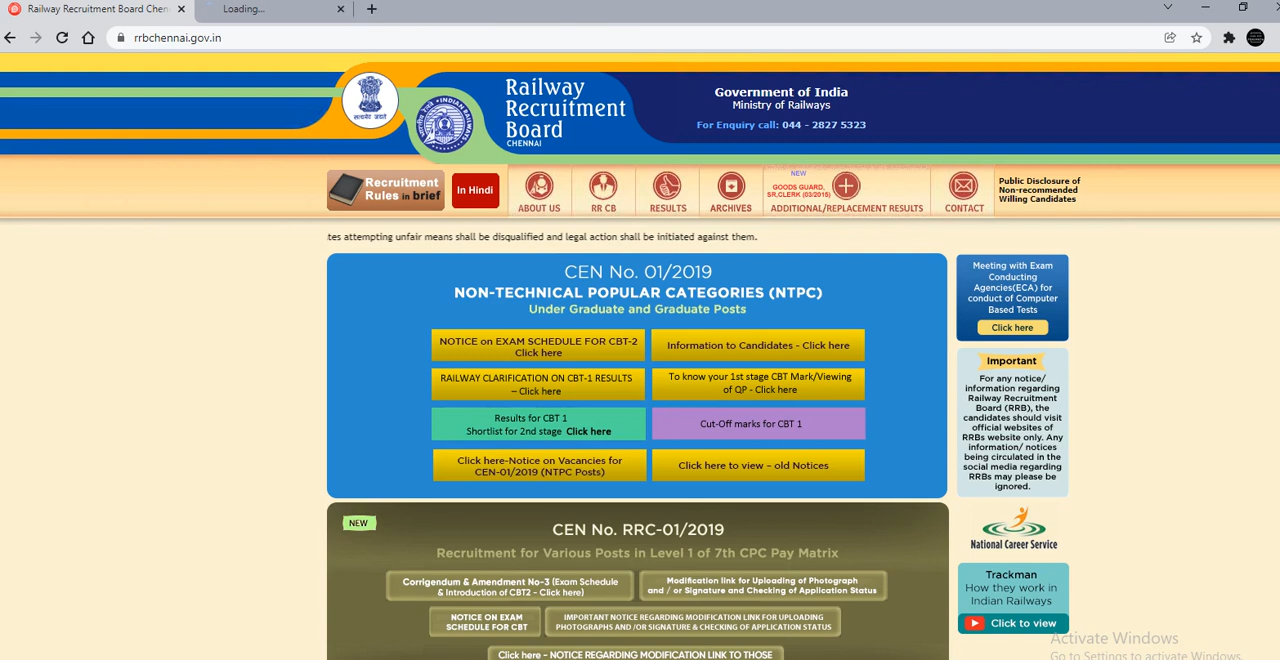 Railway Recruitment Board Chen
Loading...
rrbchennai.gov.in
सत्यमेव जयते
INDIAN RAILWAYS
Railway
Recruitment
Board
CHENNAI
Government of India
Ministry of Railways
For Enquiry call: 044 - 2827 5323
Recruitment
Rules in brief
In Hindi
ABOUT US
RR CB
RESULTS
ARCHIVES
NEW
GOODS GUARD,
SR,CLERK (03/2015)
ADDITIONAL/REPLACEMENT RESULTS
CONTACT
Public Disclosure of
Non-recommended
Willing Candidates
tes attempting unfair means shall be disqualified and legal action shall be initiated against them.
CEN No. 01/2019
NON-TECHNICAL POPULAR CATEGORIES (NTPC)
Under Graduate and Graduate Posts
NOTICE on EXAM SCHEDULE FOR CBT-2
Click here
Information to Candidates - Click here
RAILWAY CLARIFICATION ON CBT-1 RESULTS
– Click here
To know your 1st stage CBT Mark/Viewing
of QP - Click here
Results for CBT 1
Shortlist for 2nd stage Click here
Cut-Off marks for CBT 1
Click here-Notice on Vacancies for
CEN-01/2019 (NTPC Posts)
Click here to view – old Notices
Meeting with Exam
Conducting
Agencies(ECA) for
conduct of Computer
Based Tests
Click here
Important
For any notice/
information regarding
Railway Recruitment
Board (RRB), the
candidates should visit
official websites of
RRBs website only. Any
information/ notices
being circulated in the
social media regarding
RRBs may please be
ignored.
National Career Service
Trackman
How they work in
Indian Railways
Click to view
NEW
CEN No. RRC-01/2019
Recruitment for Various Posts in Level 1 of 7th CPC Pay Matrix
Corrigendum & Amendment No-3 (Exam Schedule
& Introduction of CBT2 - Click here)
Modification link for Uploading of Photograph
and / or Signature and Checking of Application Status
NOTICE ON EXAM
SCHEDULE FOR CBT
IMPORTANT NOTICE REGARDING MODIFICATION LINK FOR UPLOADING
PHOTOGRAPHS AND /OR SIGNATURE & CHECKING OF APPLICATION STATUS
Click here - NOTICE REGARDING MODIFICATION LINK TO THOSE
Activate Windows
Go to Settings to activate Windows.